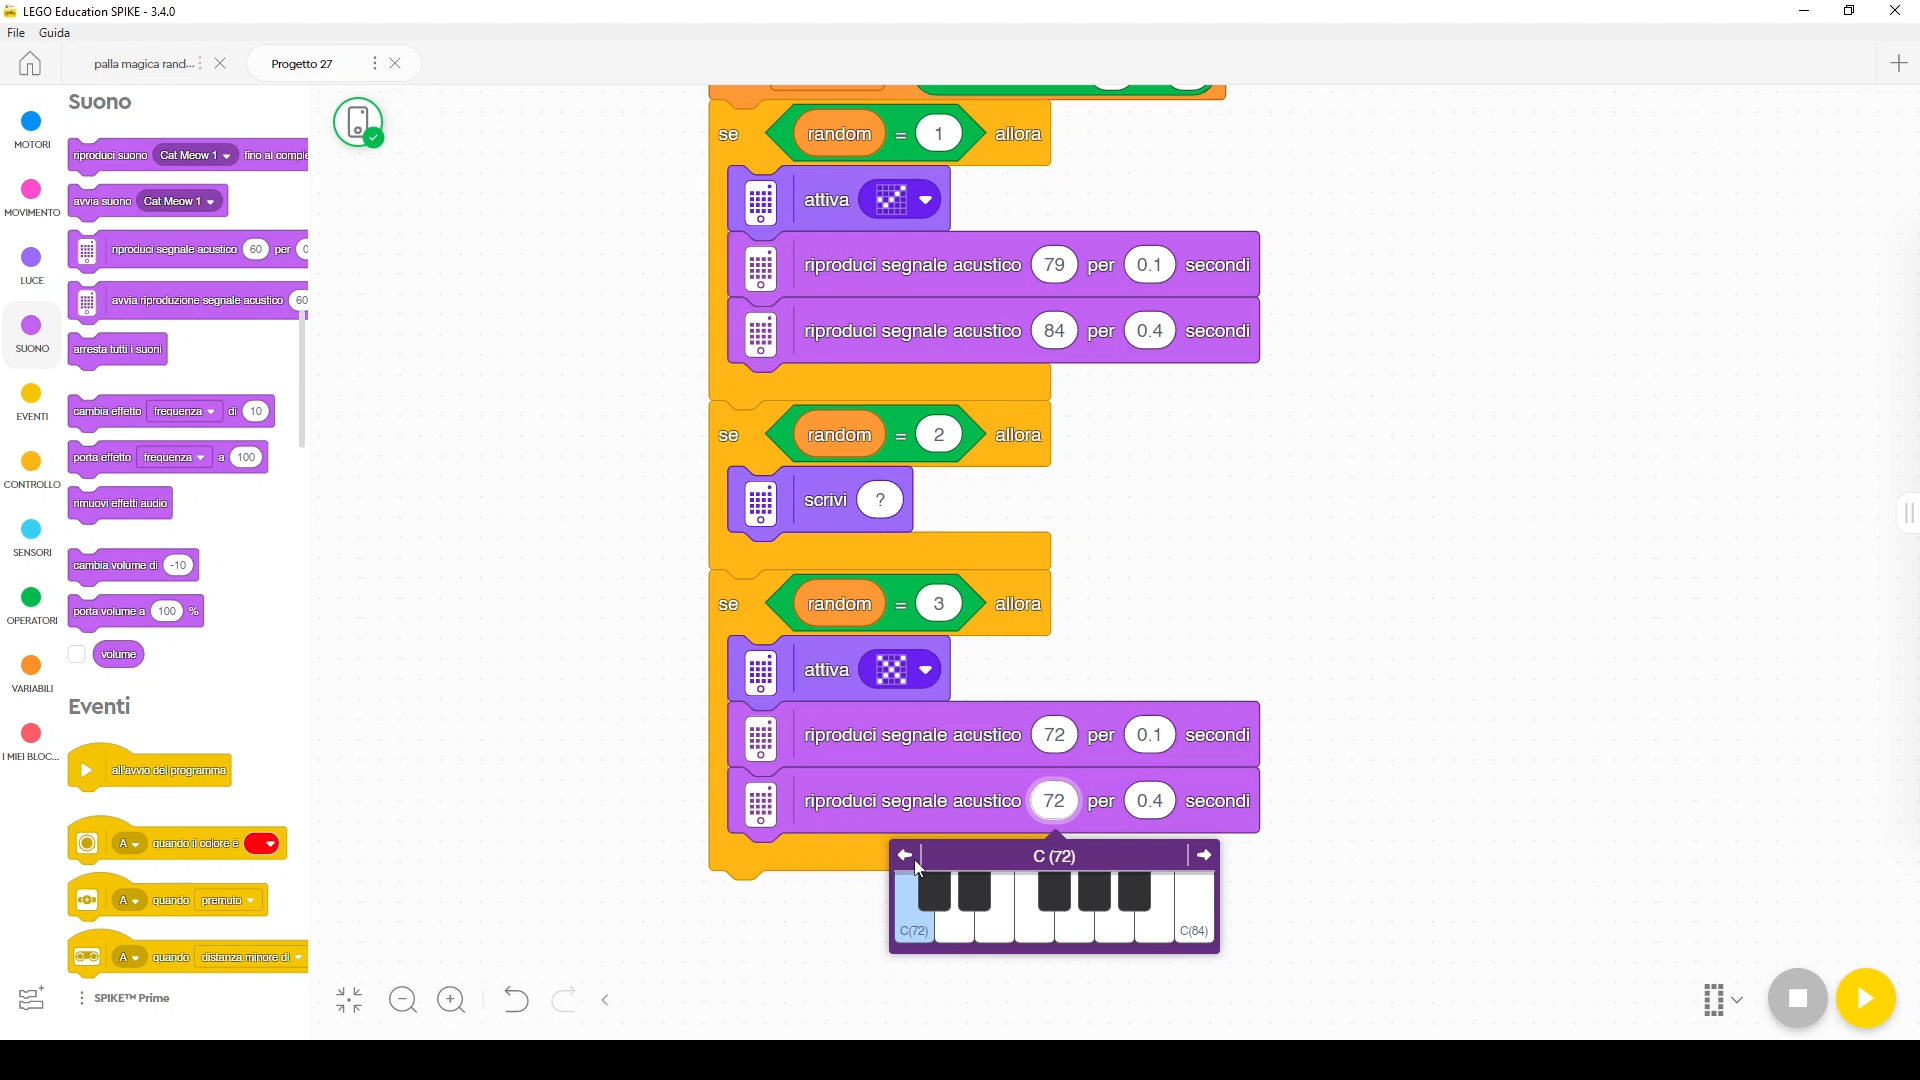 LEGO Education SPIKE - 3.4.0
File Guida
palla magica rand...
Progetto 27
Suono
MOTORI
MOVIMENTO
LUCE
SUONO
EVENTI
CONTROLLO
SENSORI
OPERATORI
VARIABILI
I MIEI BLOC...
riproduci suono Cat Meow 1 fino al comple
avvia suono Cat Meow 1
riproduci segnale acustico 60 per 0
avvia riproduzione segnale acustico 60
arresta tutti i suoni
cambia effetto frequenza di 10
porta effetto frequenza a 100
rimuovi effetti audio
cambia volume di -10
porta volume a 100 %
volume
Eventi
all'avvio del programma
A quando il colore è
A quando premuto
A quando distanza minore di
SPIKE™ Prime
se random = 1 allora
attiva
riproduci segnale acustico 79 per 0.1 secondi
riproduci segnale acustico 84 per 0.4 secondi
se random = 2 allora
scrivi ?
se random = 3 allora
attiva
riproduci segnale acustico 72 per 0.1 secondi
riproduci segnale acustico 72 per 0.4 secondi
C (72)
C(72) C(84)